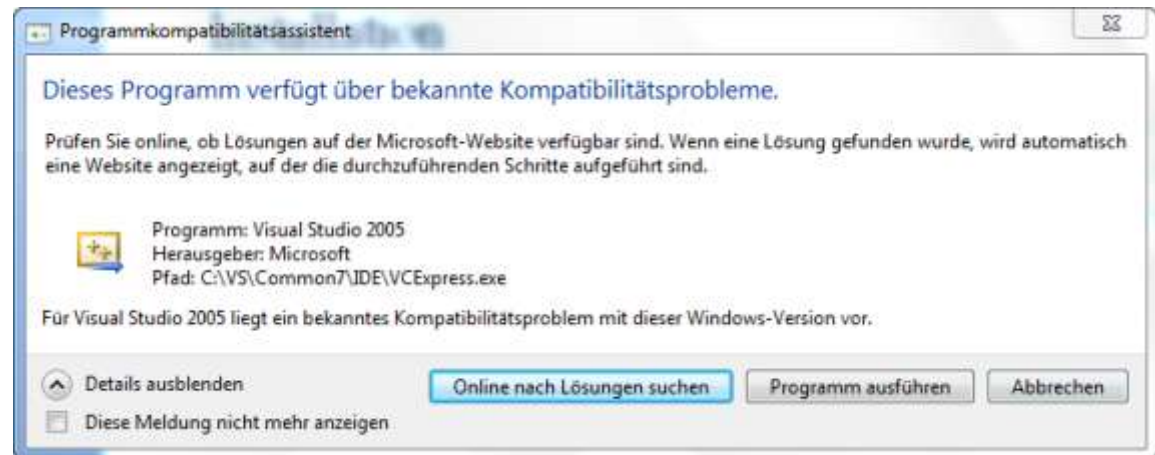 Programmkompatibilitätsassistent
Dieses Programm verfügt über bekannte Kompatibilitätsprobleme.
Prüfen Sie online, ob Lösungen auf der Microsoft-Website verfügbar sind. Wenn eine Lösung gefunden wurde, wird automatisch
eine Website angezeigt, auf der die durchzuführenden Schritte aufgeführt sind.
Programm: Visual Studio 2005
Herausgeber: Microsoft
Pfad: C:\VS\Common7\IDE\VCExpress.exe
Für Visual Studio 2005 liegt ein bekanntes Kompatibilitätsproblem mit dieser Windows-Version vor.
Details ausblenden
Online nach Lösungen suchen
Programm ausführen
Abbrechen
Diese Meldung nicht mehr anzeigen